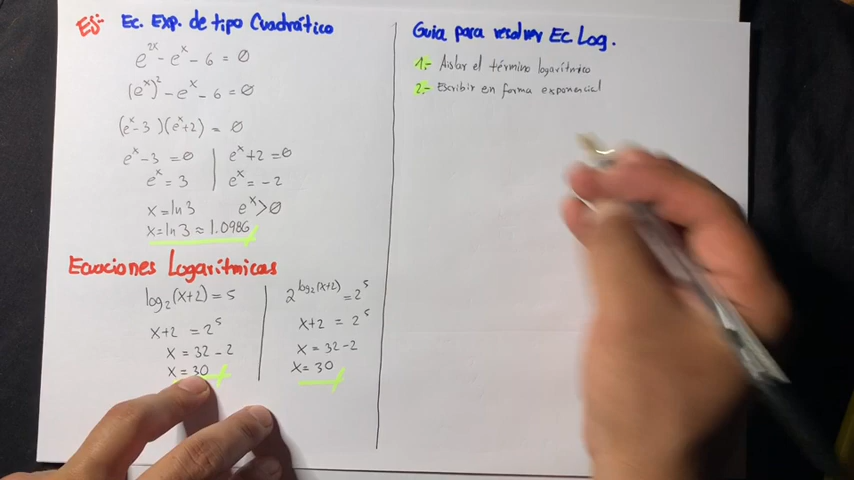 ES:- Ec. Exp. de tipo Cuadrático
e^2x - e^x - 6 = 0
(e^x)^2 - e^x - 6 = 0
(e^x - 3)(e^x + 2) = 0
e^x - 3 = 0 | e^x + 2 = 0
e^x = 3 | e^x = -2
x = ln 3 e^x > 0
x = ln 3 ≈ 1.0986
Ecuaciones Logarítmicas
log₂(x+2) = 5
x+2 = 2^5
x = 32 - 2
x = 30
2^log₂(x+2) = 2^5
x+2 = 2^5
x = 32 - 2
x = 30
Guia para resolver Ec. Log.
1.- Aislar el término logarítmico
2.- Escribir en forma exponencial